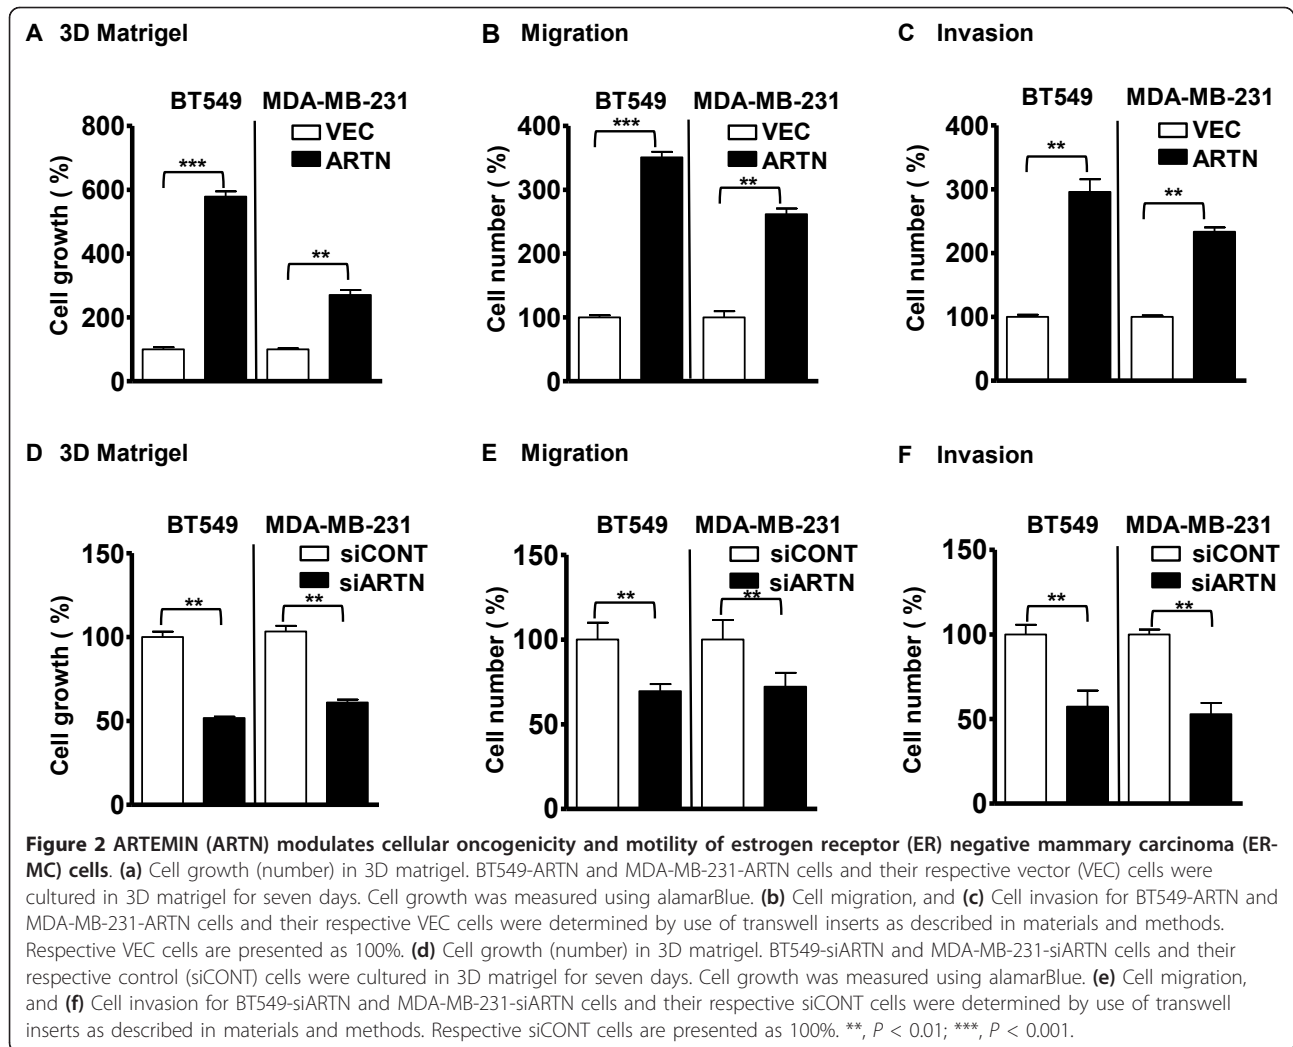 A 3D Matrigel
BT549 MDA-MB-231
VEC
ARTN
Cell growth ( %)
800
600
400
200
0
***
**
B Migration
BT549 MDA-MB-231
VEC
ARTN
Cell number ( %)
400
300
200
100
0
***
**
C Invasion
BT549 MDA-MB-231
VEC
ARTN
Cell number ( %)
400
300
200
100
0
**
**
D 3D Matrigel
BT549 MDA-MB-231
siCONT
siARTN
Cell growth ( %)
150
100
50
0
**
**
E Migration
BT549 MDA-MB-231
siCONT
siARTN
Cell number ( %)
150
100
50
0
**
**
F Invasion
BT549 MDA-MB-231
siCONT
siARTN
Cell number ( %)
150
100
50
0
**
**
Figure 2 ARTEMIN (ARTN) modulates cellular oncogenicity and motility of estrogen receptor (ER) negative mammary carcinoma (ER-
MC) cells. (a) Cell growth (number) in 3D matrigel. BT549-ARTN and MDA-MB-231-ARTN cells and their respective vector (VEC) cells were
cultured in 3D matrigel for seven days. Cell growth was measured using alamarBlue. (b) Cell migration, and (c) Cell invasion for BT549-ARTN and
MDA-MB-231-ARTN cells and their respective VEC cells were determined by use of transwell inserts as described in materials and methods.
Respective VEC cells are presented as 100%. (d) Cell growth (number) in 3D matrigel. BT549-siARTN and MDA-MB-231-siARTN cells and their
respective control (siCONT) cells were cultured in 3D matrigel for seven days. Cell growth was measured using alamarBlue. (e) Cell migration,
and (f) Cell invasion for BT549-siARTN and MDA-MB-231-siARTN cells and their respective siCONT cells were determined by use of transwell
inserts as described in materials and methods. Respective siCONT cells are presented as 100%. **, P < 0.01; ***, P < 0.001.